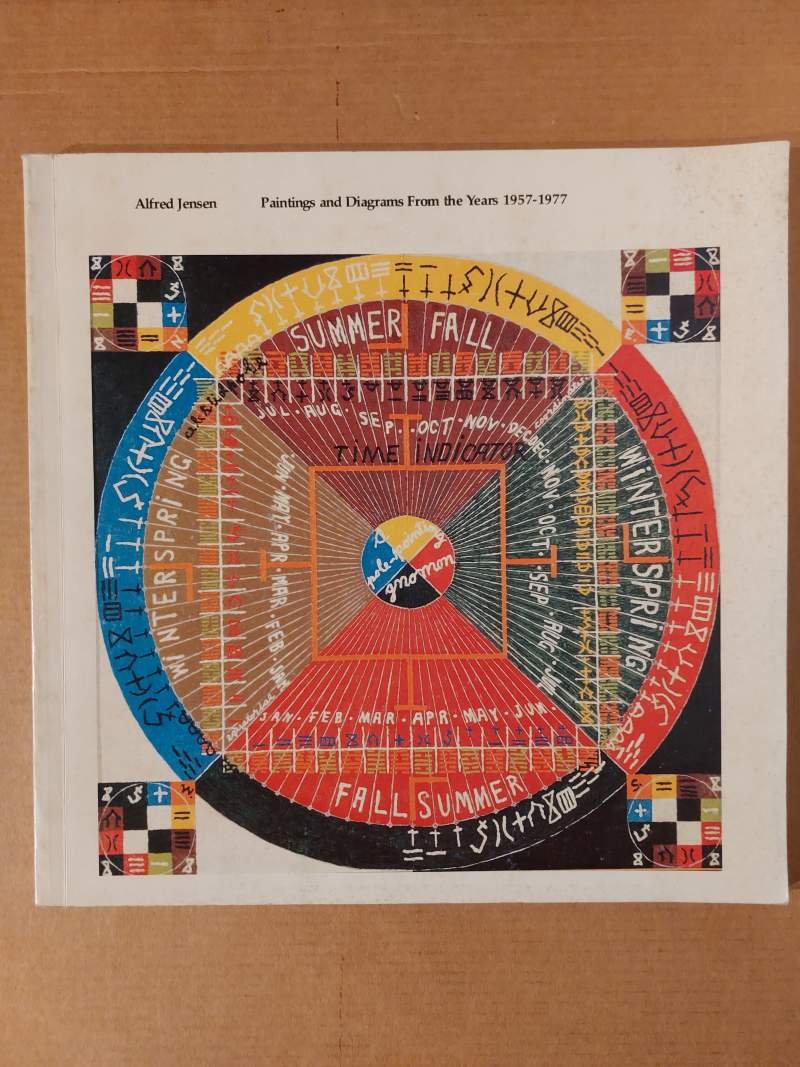 Alfred Jensen Paintings and Diagrams From the Years 1957-1977
SUMMER FALL
JUL · AUG · SEP. . OCT · NOV · DEC
TiME iNDiCATOR
WiNTER SPRiNG
JUN · MAY · APR · MAR · FEB · JAN
A
pole-pointing
gnomon
DEC · NOV · OCT · SEP · AUG · JUL
WiNTER SPRiNG
JAN · FEB · MAR · APR · MAY · JUN ·
FALL SUMMER